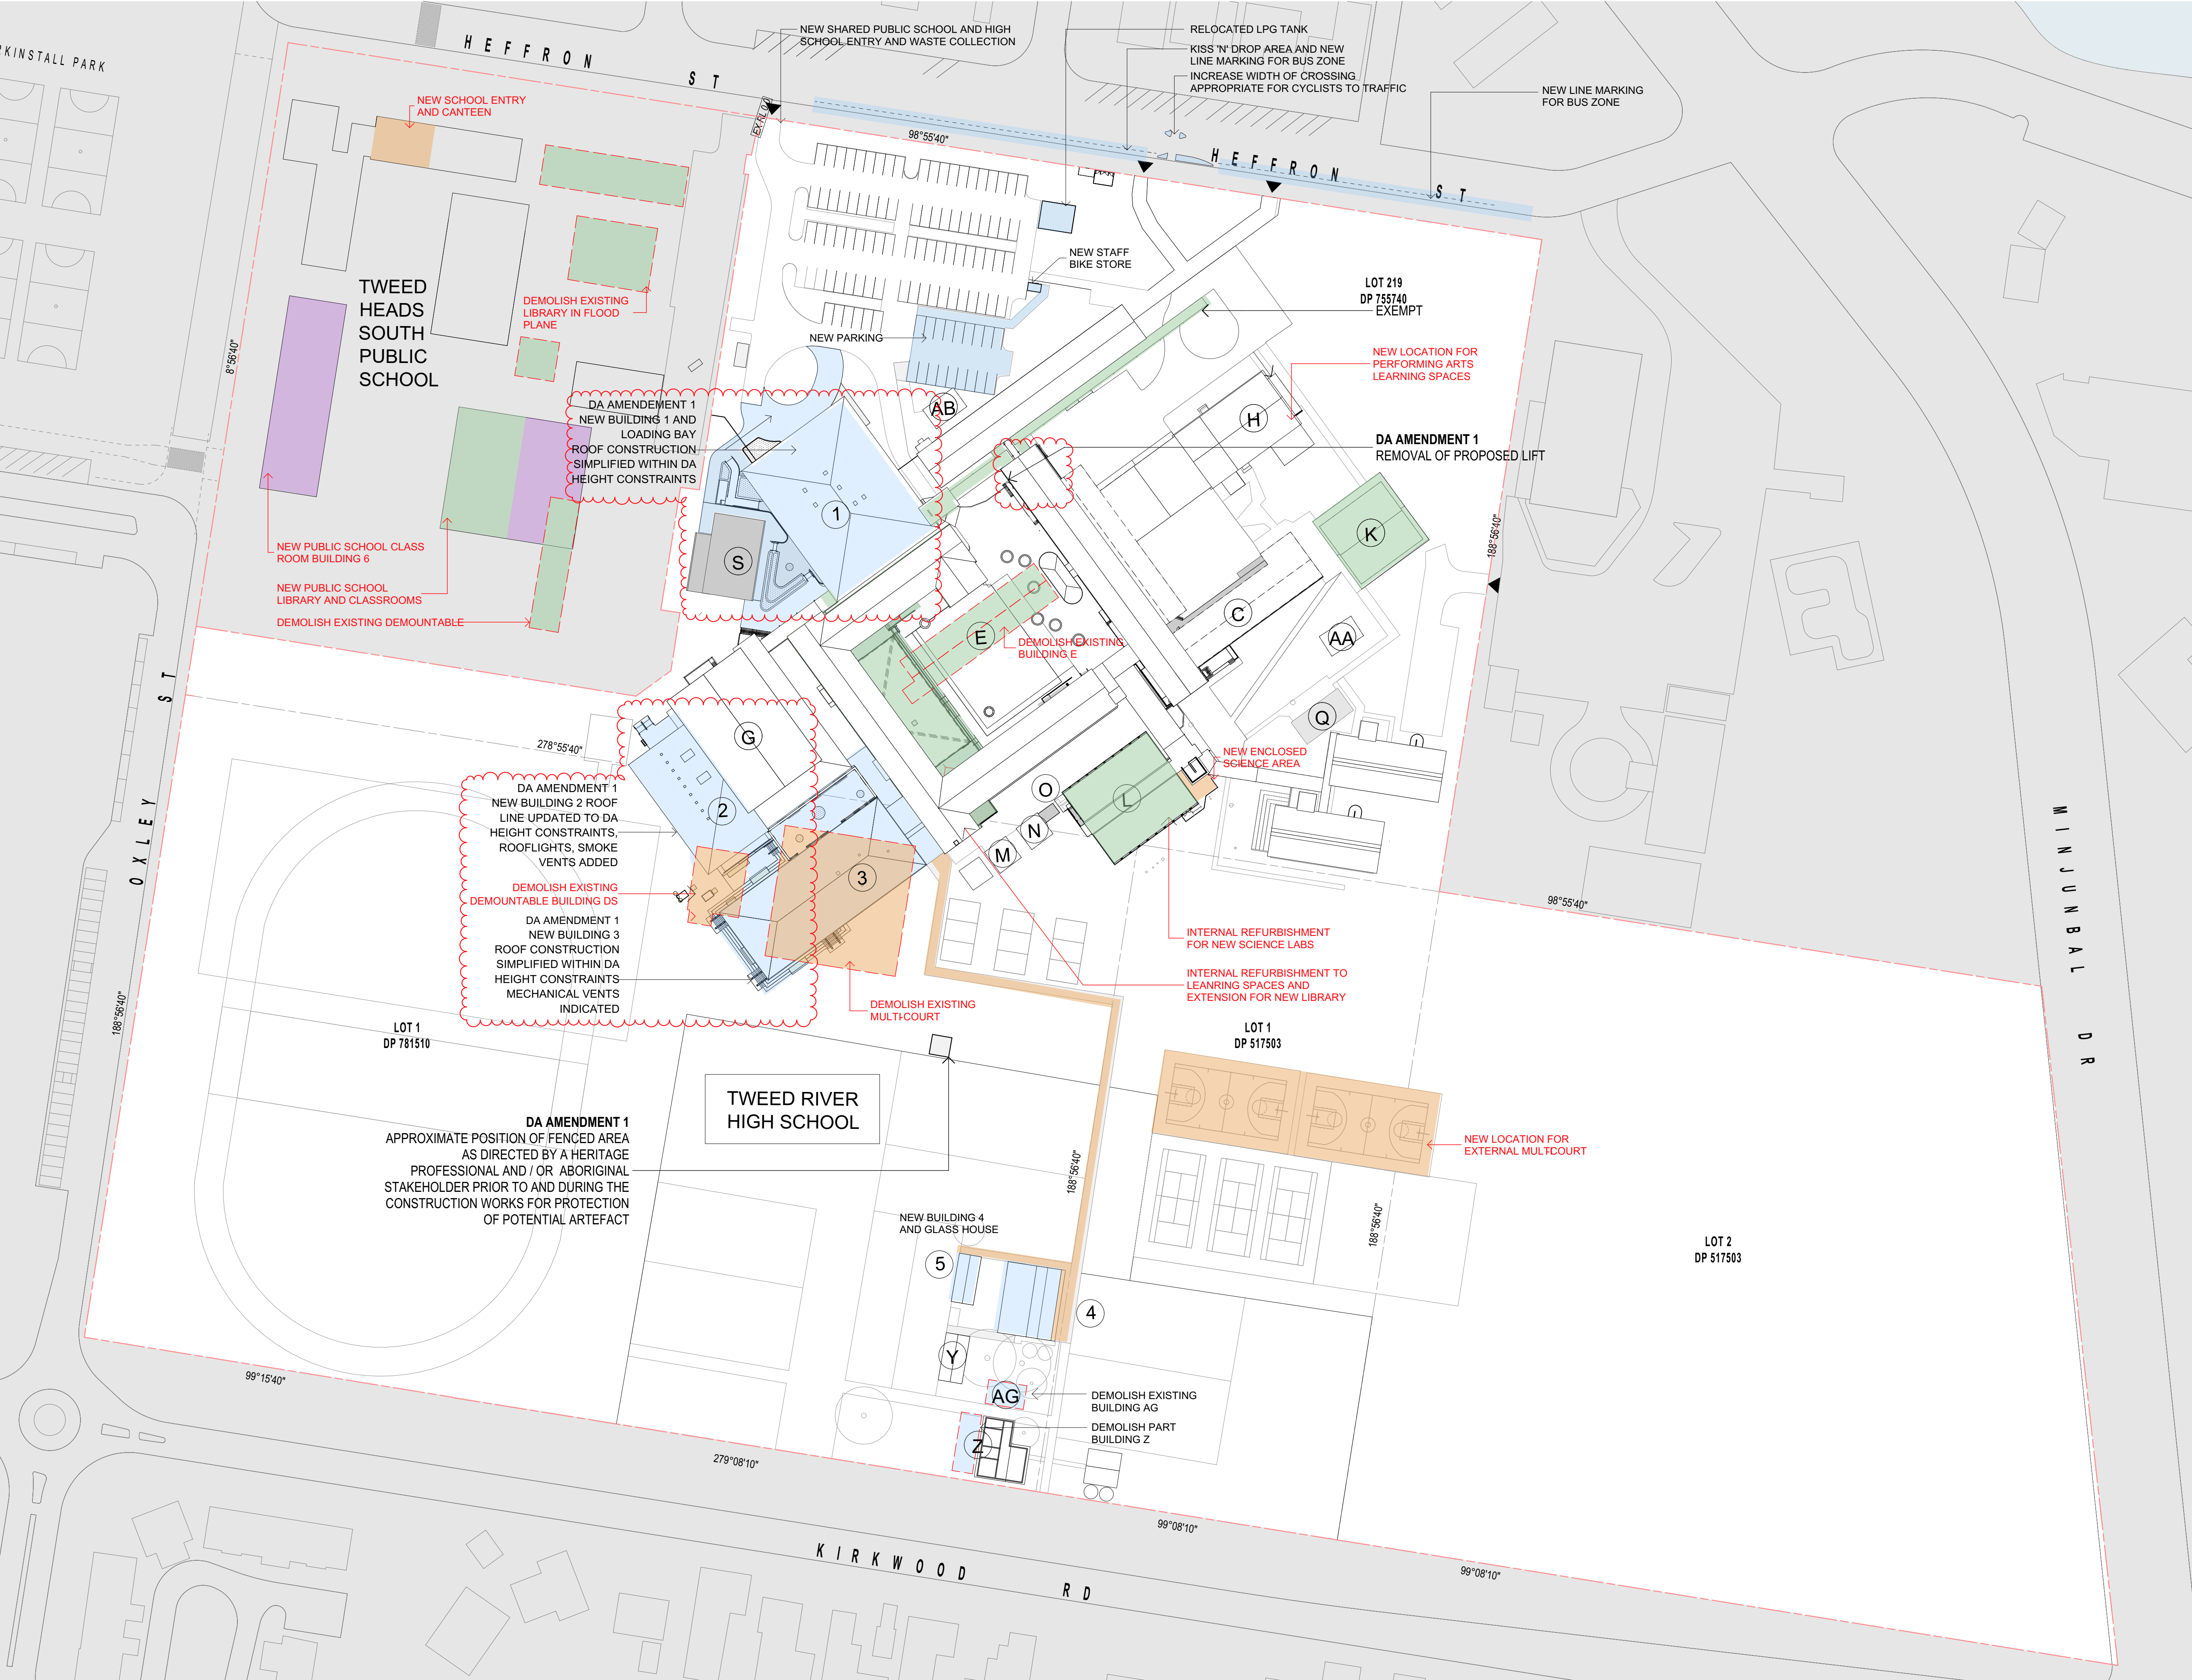 HEFFRON ST
NEW SHARED PUBLIC SCHOOL AND HIGH
SCHOOL ENTRY AND WASTE COLLECTION
RELOCATED LPG TANK
KISS 'N' DROP AREA AND NEW
LINE MARKING FOR BUS ZONE
INCREASE WIDTH OF CROSSING
APPROPRIATE FOR CYCLISTS TO TRAFFIC
NEW LINE MARKING
FOR BUS ZONE
PARK
NEW SCHOOL ENTRY
AND CANTEEN
98°55'40"
HEFFRON ST
NEW STAFF
BIKE STORE
TWEED
HEADS
SOUTH
PUBLIC
SCHOOL
DEMOLISH EXISTING
LIBRARY IN FLOOD
PLANE
LOT 219
DP 755740
EXEMPT
8°56'40"
NEW PARKING
NEW LOCATION FOR
PERFORMING ARTS
LEARNING SPACES
DA AMENDEMENT 1
NEW BUILDING 1 AND
LOADING BAY
ROOF CONSTRUCTION
SIMPLIFIED WITHIN DA
HEIGHT CONSTRAINTS
AB
H
DA AMENDMENT 1
REMOVAL OF PROPOSED LIFT
1
K
S
188°56'40"
NEW PUBLIC SCHOOL CLASS
ROOM BUILDING 6
NEW PUBLIC SCHOOL
LIBRARY AND CLASSROOMS
DEMOLISH EXISTING DEMOUNTABLE
C
E
AA
DEMOLISH EXISTING
BUILDING E
OXLEY ST
278°55'40"
G
Q
NEW ENCLOSED
SCIENCE AREA
DA AMENDMENT 1
NEW BUILDING 2 ROOF
LINE UPDATED TO DA
HEIGHT CONSTRAINTS,
ROOFLIGHTS, SMOKE
VENTS ADDED
2
O
L
N
M
DEMOLISH EXISTING
DEMOUNTABLE BUILDING DS
3
MINJUNBAL DR
98°55'40"
DA AMENDMENT 1
NEW BUILDING 3
ROOF CONSTRUCTION
SIMPLIFIED WITHIN DA
HEIGHT CONSTRAINTS
MECHANICAL VENTS
INDICATED
INTERNAL REFURBISHMENT
FOR NEW SCIENCE LABS
INTERNAL REFURBISHMENT TO
LEANRING SPACES AND
EXTENSION FOR NEW LIBRARY
DEMOLISH EXISTING
MULTI-COURT
188°56'40"
LOT 1
DP 781510
LOT 1
DP 517503
TWEED RIVER
HIGH SCHOOL
DA AMENDMENT 1
APPROXIMATE POSITION OF FENCED AREA
AS DIRECTED BY A HERITAGE
PROFESSIONAL AND / OR ABORIGINAL
STAKEHOLDER PRIOR TO AND DURING THE
CONSTRUCTION WORKS FOR PROTECTION
OF POTENTIAL ARTEFACT
NEW LOCATION FOR
EXTERNAL MULTI-COURT
188°56'40"
188°56'40"
NEW BUILDING 4
AND GLASS HOUSE
LOT 2
DP 517503
5
4
Y
99°15'40"
AG
DEMOLISH EXISTING
BUILDING AG
DEMOLISH PART
BUILDING Z
Z
279°08'10"
99°08'10"
99°08'10"
KIRKWOOD RD